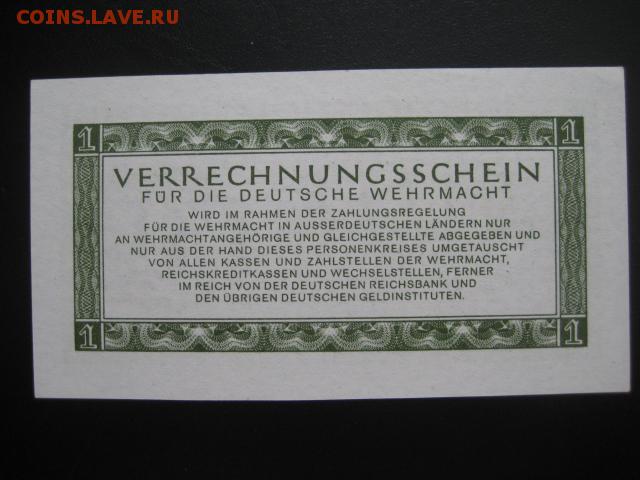 COINS.LAVE.RU
1 1
VERRECHNUNGSSCHEIN
FÜR DIE DEUTSCHE WEHRMACHT
WIRD IM RAHMEN DER ZAHLUNGSREGELUNG
FÜR DIE WEHRMACHT IN AUSSERDEUTSCHEN LÄNDERN NUR
AN WEHRMACHTANGEHÖRIGE UND GLEICHGESTELLTE ABGEGEBEN UND
NUR AUS DER HAND DIESES PERSONENKREISES UMGETAUSCHT
VON ALLEN KASSEN UND ZAHLSTELLEN DER WEHRMACHT,
REICHSKREDITKASSEN UND WECHSELSTELLEN, FERNER
IM REICH VON DER DEUTSCHEN REICHSBANK UND
DEN ÜBRIGEN DEUTSCHEN GELDINSTITUTEN.
1 1